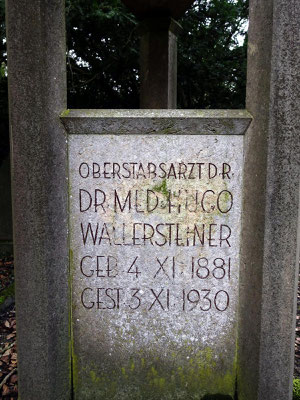 OBERSTABSARZT D·R·
DR·MED·HUGO
WALLERSTEINER
GEB 4 XI 1881
GEST 3 XI 1930